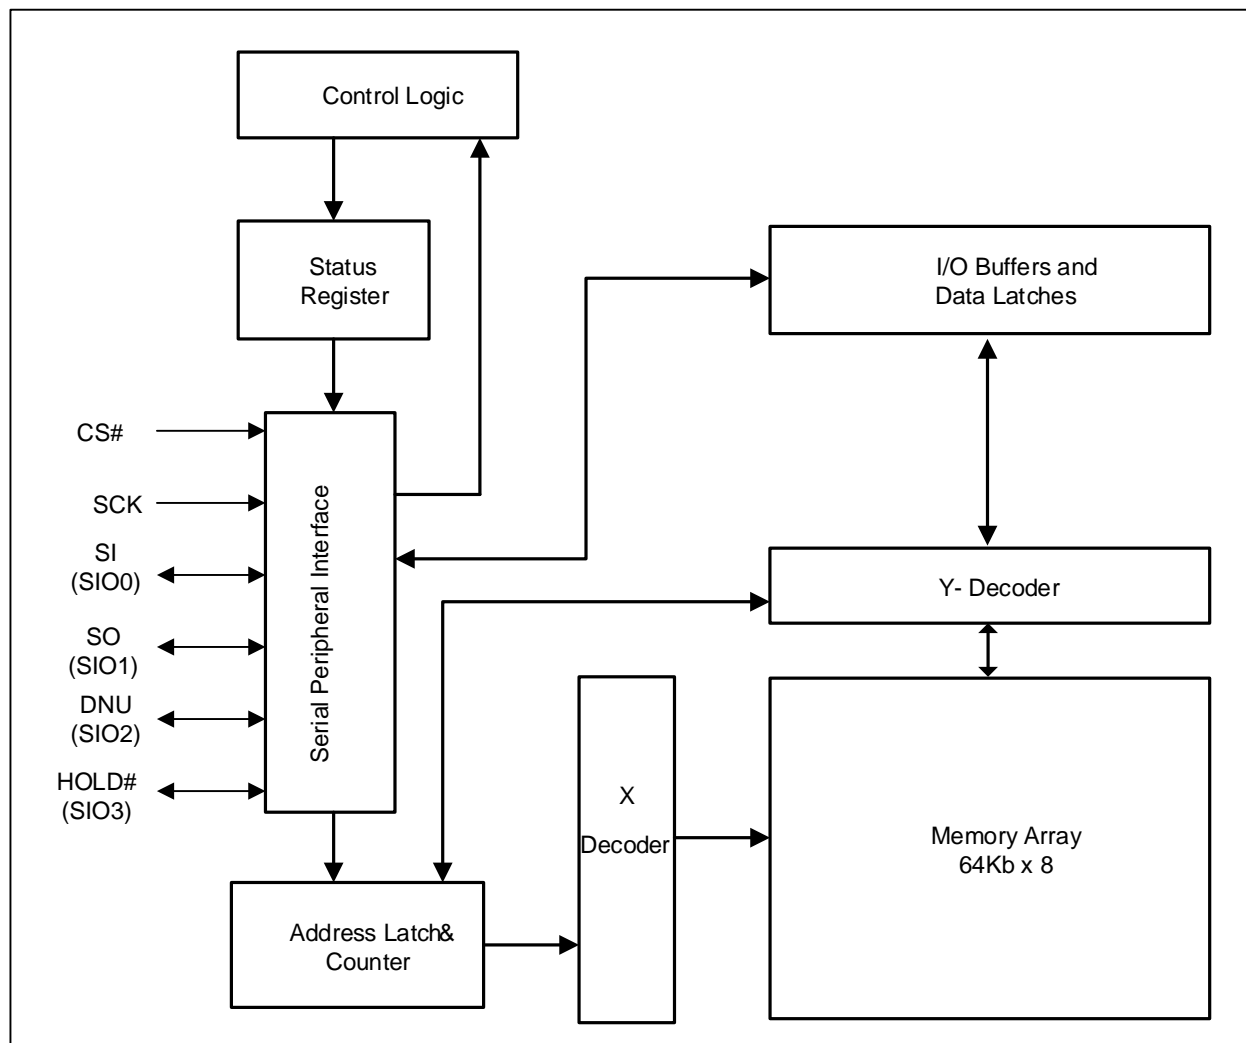 Control Logic
Status
Register
I/O Buffers and
Data Latches
CS#
SCK
SI
(SIO0)
SO
(SIO1)
DNU
(SIO2)
HOLD#
(SIO3)
Serial Peripheral Interface
Y- Decoder
X
Decoder
Memory Array
64Kb x 8
Address Latch&
Counter